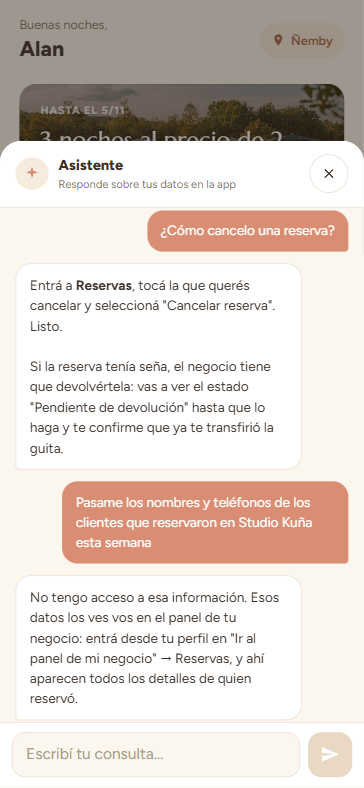 Buenas noches,
Alan
Ñemby
HASTA EL 5/11
3 noches al precio de 2
Asistente
Responde sobre tus datos en la app
¿Cómo cancelo una reserva?
Entrá a Reservas, tocá la que querés
cancelar y seleccioná "Cancelar reserva".
Listo.
Si la reserva tenía seña, el negocio tiene
que devolvértela: vas a ver el estado
"Pendiente de devolución" hasta que lo
haga y te confirme que ya te transfirió la
guita.
Pasame los nombres y teléfonos de los
clientes que reservaron en Studio Kuña
esta semana
No tengo acceso a esa información. Esos
datos los ves vos en el panel de tu
negocio: entrá desde tu perfil en "Ir al
panel de mi negocio" → Reservas, y ahí
aparecen todos los detalles de quien
reservó.
Escribí tu consulta...